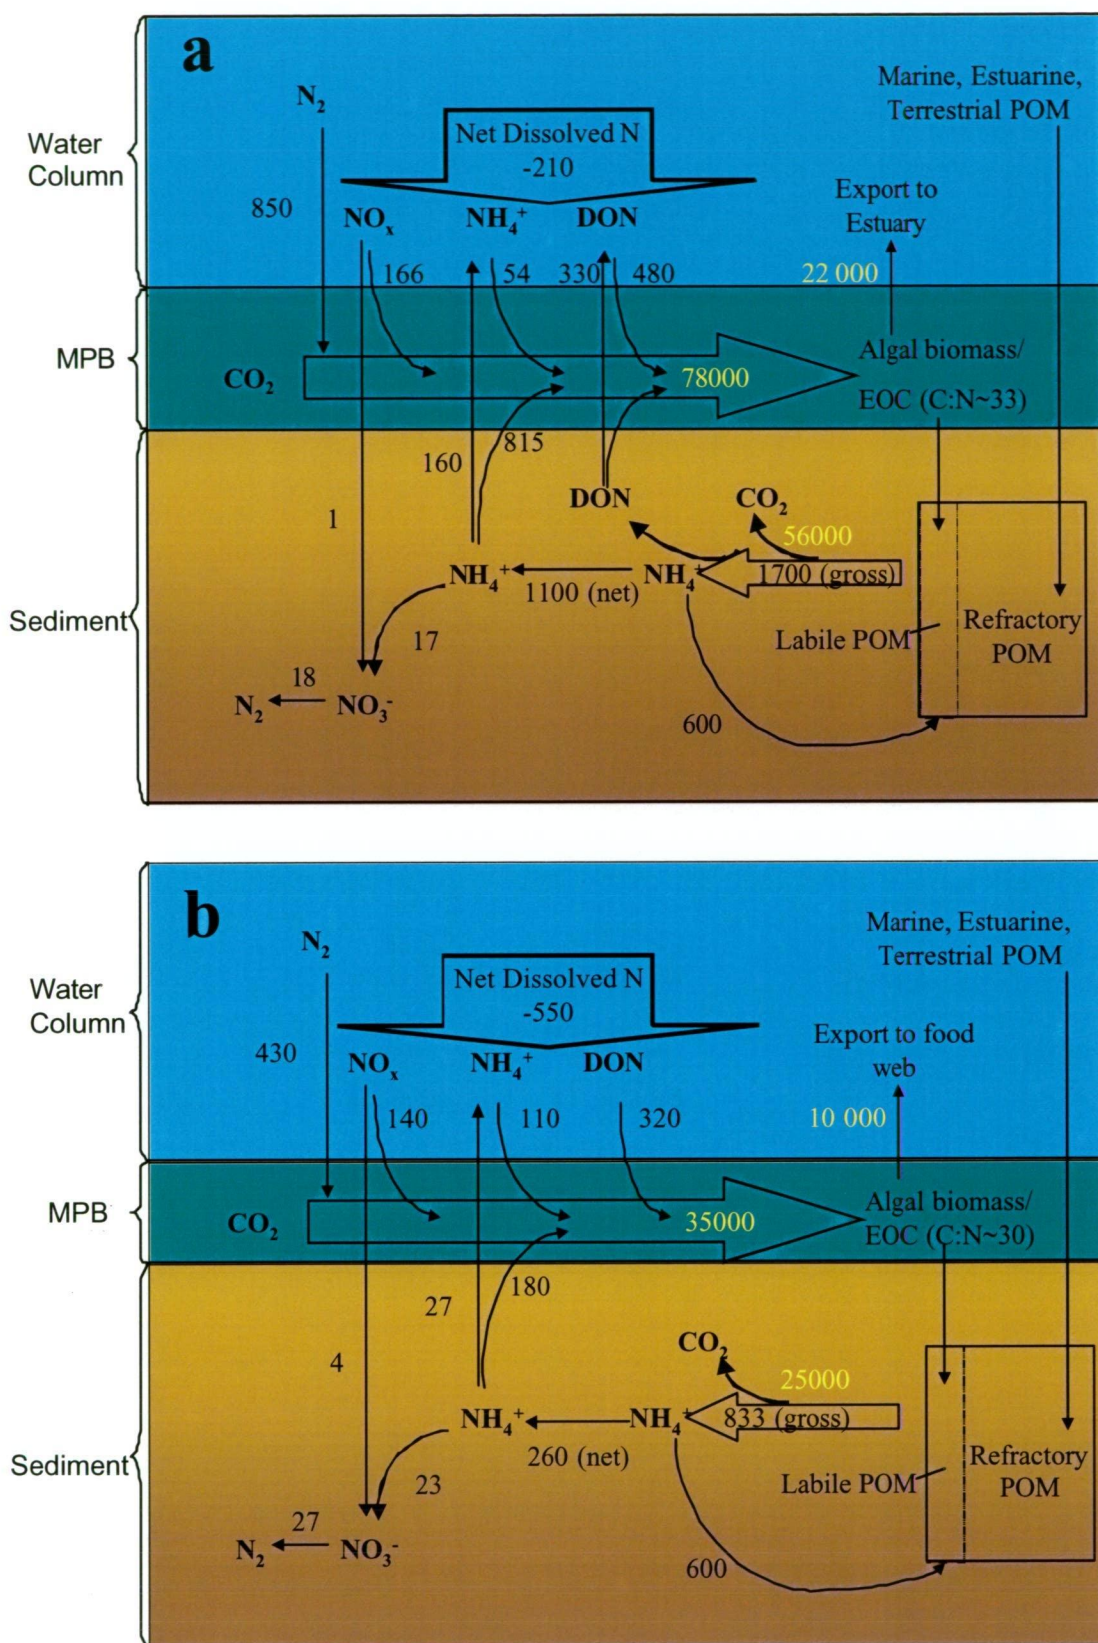 a
N₂
Net Dissolved N
-210
Marine, Estuarine,
Terrestrial POM
Water
Column
850
NOₓ
NH₄⁺
DON
Export to
Estuary
166
54
330
480
22 000
MPB
CO₂
78000
Algal biomass/
EOC (C:N~33)
160
815
DON
CO₂
1
56000
NH₄⁺
1100 (net)
NH₄⁺
1700 (gross)
Sediment
17
Labile POM
Refractory
POM
N₂
18
NO₃⁻
600
b
N₂
Net Dissolved N
-550
Marine, Estuarine,
Terrestrial POM
Water
Column
430
NOₓ
NH₄⁺
DON
Export to food
web
140
110
320
10 000
MPB
CO₂
35000
Algal biomass/
EOC (C:N~30)
27
180
4
CO₂
25000
NH₄⁺
260 (net)
NH₄⁺
833 (gross)
Sediment
23
Labile POM
Refractory
POM
N₂
27
NO₃⁻
600